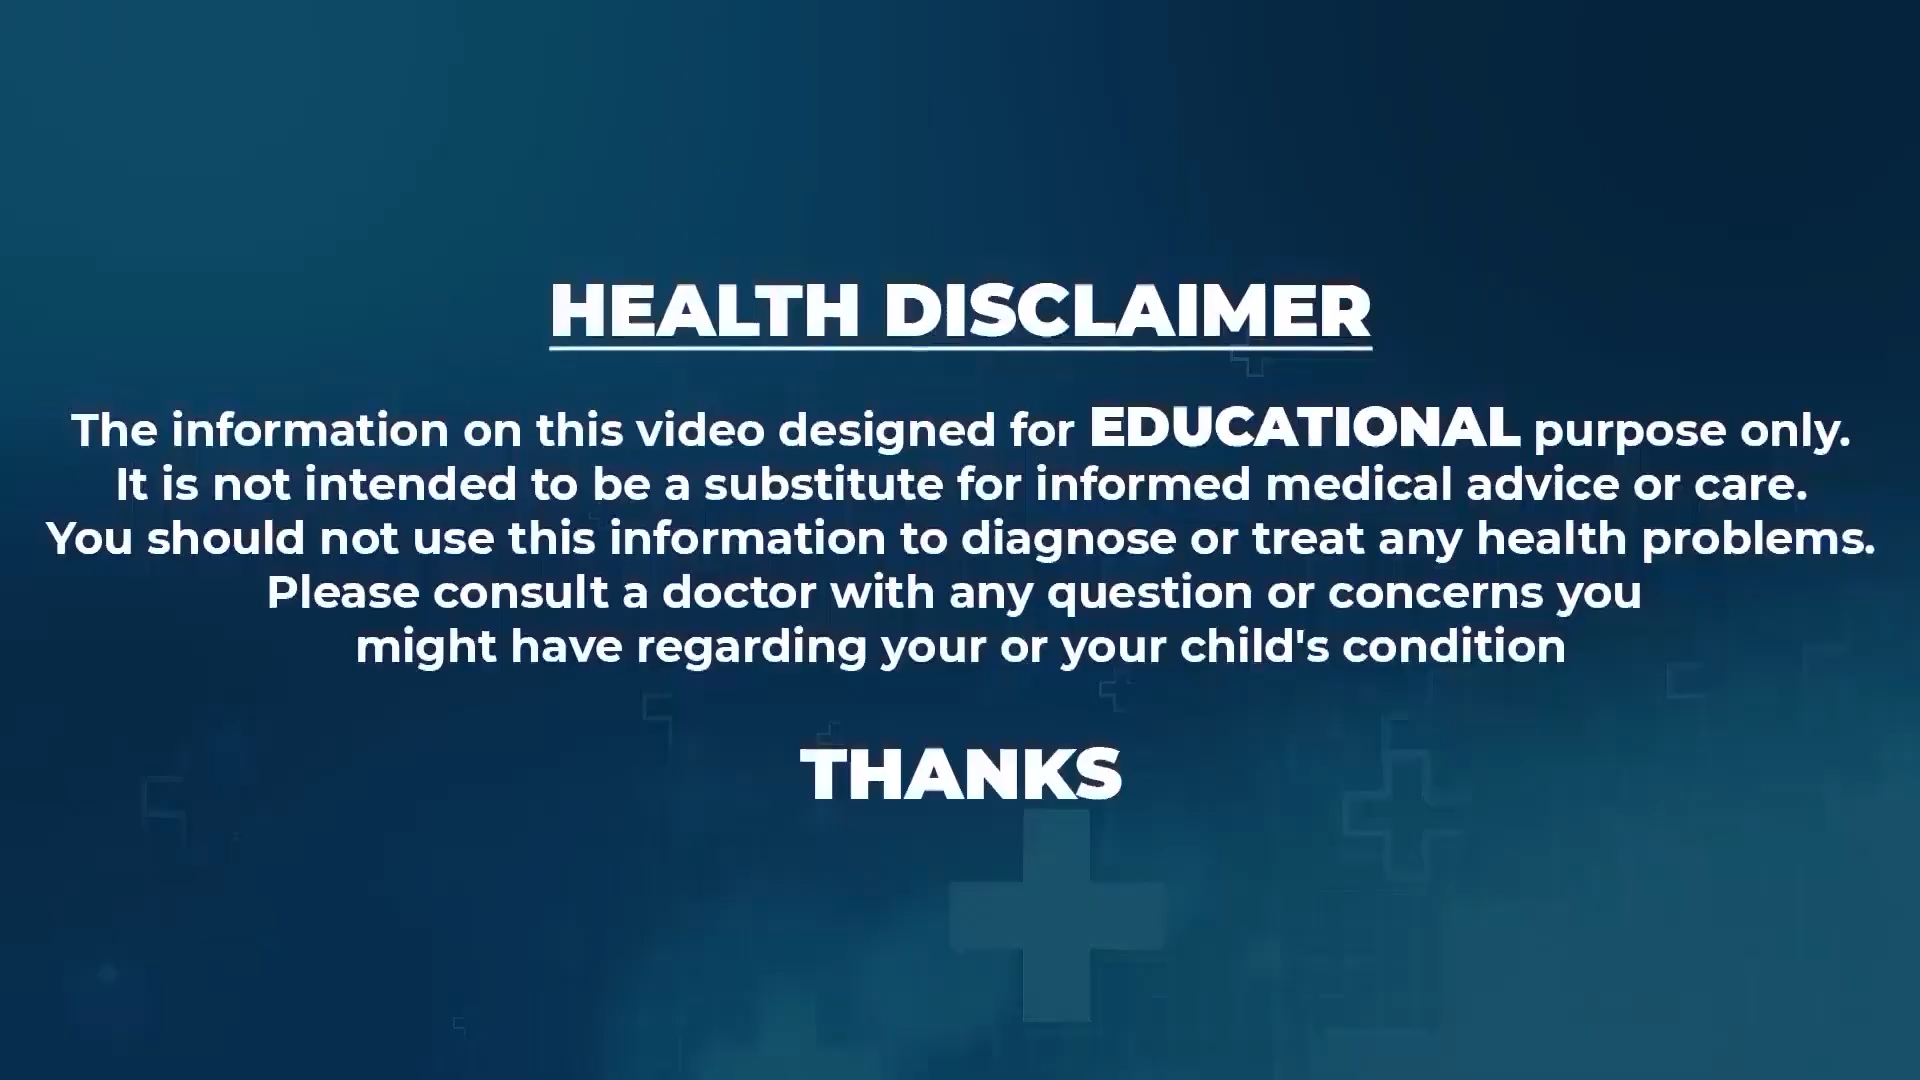 HEALTH DISCLAIMER
The information on this video designed for EDUCATIONAL purpose only.
It is not intended to be a substitute for informed medical advice or care.
You should not use this information to diagnose or treat any health problems.
Please consult a doctor with any question or concerns you
might have regarding your or your child's condition
THANKS